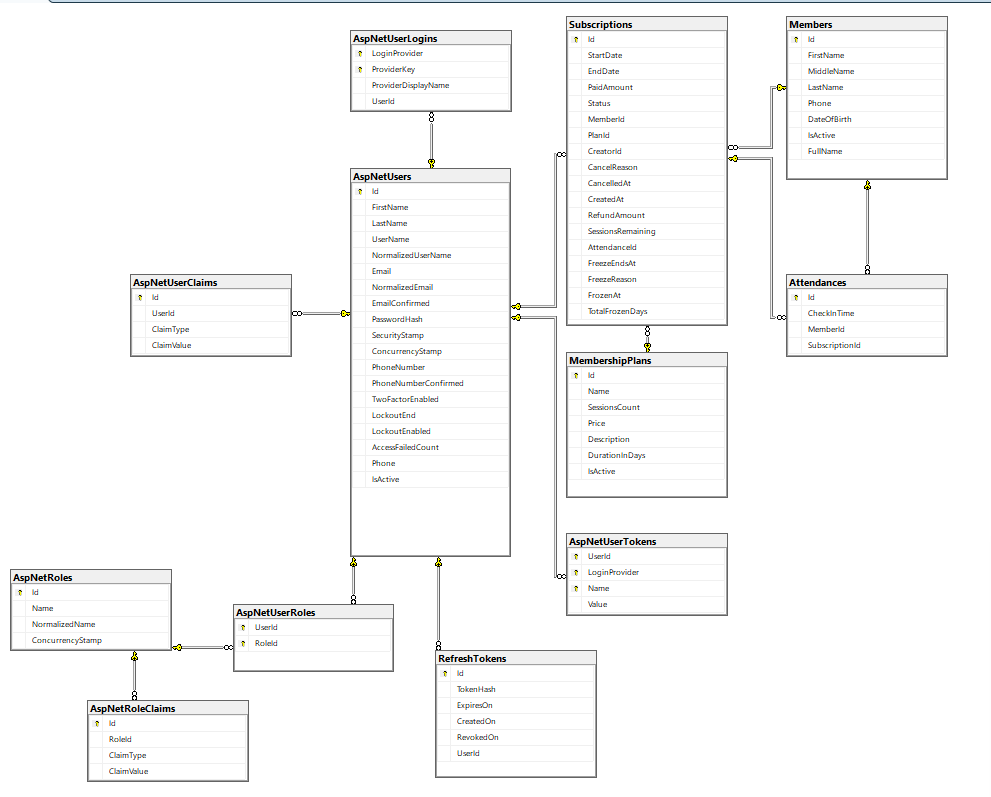 AspNetUserLogins
LoginProvider
ProviderKey
ProviderDisplayName
UserId
Subscriptions
Id
StartDate
EndDate
PaidAmount
Status
MemberId
PlanId
CreatorId
CancelReason
CancelledAt
CreatedAt
RefundAmount
SessionsRemaining
AttendanceId
FreezeEndsAt
FreezeReason
FrozenAt
TotalFrozenDays
Members
Id
FirstName
MiddleName
LastName
Phone
DateOfBirth
IsActive
FullName
AspNetUsers
Id
FirstName
LastName
UserName
NormalizedUserName
Email
NormalizedEmail
EmailConfirmed
PasswordHash
SecurityStamp
ConcurrencyStamp
PhoneNumber
PhoneNumberConfirmed
TwoFactorEnabled
LockoutEnd
LockoutEnabled
AccessFailedCount
Phone
IsActive
AspNetUserClaims
Id
UserId
ClaimType
ClaimValue
Attendances
Id
CheckInTime
MemberId
SubscriptionId
MembershipPlans
Id
Name
SessionsCount
Price
Description
DurationInDays
IsActive
AspNetUserTokens
UserId
LoginProvider
Name
Value
AspNetRoles
Id
Name
NormalizedName
ConcurrencyStamp
AspNetUserRoles
UserId
RoleId
RefreshTokens
Id
TokenHash
ExpiresOn
CreatedOn
RevokedOn
UserId
AspNetRoleClaims
Id
RoleId
ClaimType
ClaimValue